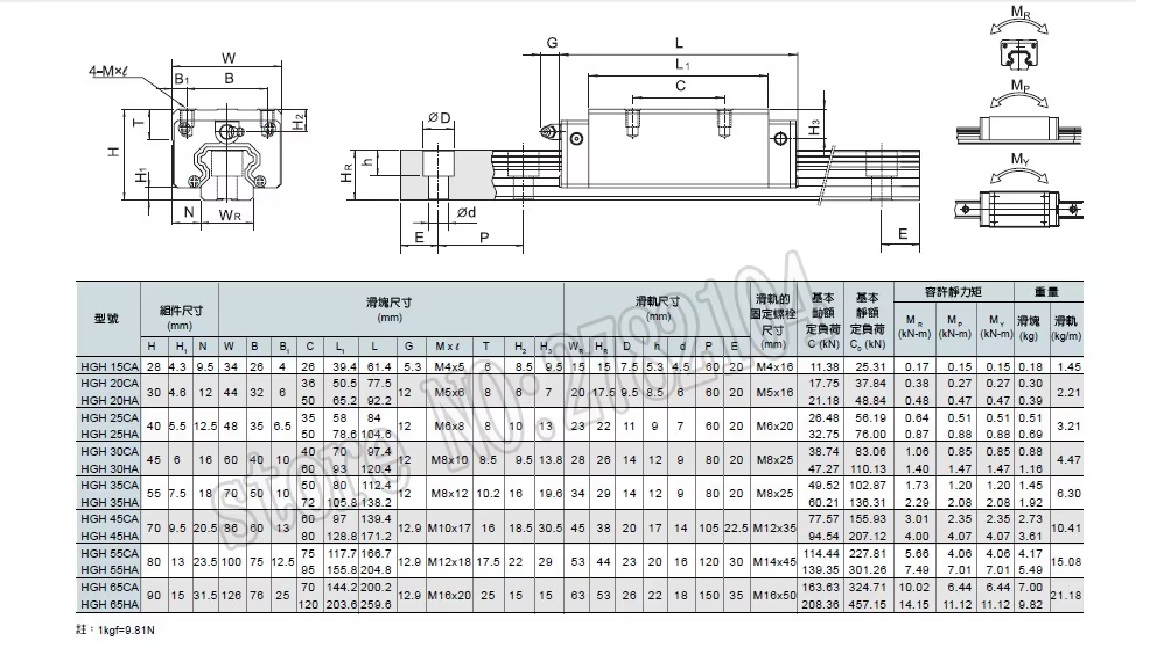 MR
G
L
W
L1
4-M×ℓ
B1
B
C
MP
T
H2
ØD
H3
H
h
HR
H1
MY
N
WR
Ød
E
P
E
型號
組件尺寸
(mm)
滑塊尺寸
(mm)
滑軌尺寸
(mm)
滑軌的
固定螺栓
尺寸
(mm)
基本
動額
定負荷
C (kN)
基本
靜額
定負荷
C0 (kN)
容許靜力矩
重量
MR
(kN-m)
MP
(kN-m)
MY
(kN-m)
滑塊
(kg)
滑軌
(kg/m)
H H1 N W B B1 C L1 L G M x ℓ T H2 H3 WR HR D h d P E
HGH 15CA 28 4.3 9.5 34 26 4 26 39.4 61.4 5.3 M4x5 6 8.5 9.5 15 15 7.5 5.3 4.5 60 20 M4x16 11.38 25.31 0.17 0.15 0.15 0.18 1.45
HGH 20CA 36 50.5 77.5 17.75 37.84 0.38 0.27 0.27 0.30
30 4.6 12 44 32 6 12 M5x6 8 6 7 20 17.5 9.5 8.5 6 60 20 M5x16 2.21
HGH 20HA 50 65.2 92.2 21.18 48.84 0.48 0.47 0.47 0.39
HGH 25CA 35 58 84 26.48 56.19 0.64 0.51 0.51 0.51
40 5.5 12.5 48 35 6.5 12 M6x8 8 10 13 23 22 11 9 7 60 20 M6x20 3.21
HGH 25HA 50 78.6 104.6 32.75 76.00 0.87 0.88 0.88 0.69
HGH 30CA 40 70 97.4 38.74 83.06 1.06 0.85 0.85 0.88
45 6 16 60 40 10 12 M8x10 8.5 9.5 13.8 28 26 14 12 9 80 20 M8x25 4.47
HGH 30HA 60 93 120.4 47.27 110.13 1.40 1.47 1.47 1.16
HGH 35CA 50 80 112.4 49.52 102.87 1.73 1.20 1.20 1.45
55 7.5 18 70 50 10 12 M8x12 10.2 16 19.6 34 29 14 12 9 80 20 M8x25 6.30
HGH 35HA 72 105.8 138.2 60.21 136.31 2.29 2.08 2.08 1.92
HGH 45CA 60 97 139.4 77.57 155.93 3.01 2.35 2.35 2.73
70 9.5 20.5 86 60 13 12.9 M10x17 16 18.5 30.5 45 38 20 17 14 105 22.5 M12x35 10.41
HGH 45HA 80 128.8 171.2 94.54 207.12 4.00 4.07 4.07 3.61
HGH 55CA 75 117.7 166.7 114.44 227.81 5.66 4.06 4.06 4.17
80 13 23.5 100 75 12.5 12.9 M12x18 17.5 22 29 53 44 23 20 16 120 30 M14x45 15.08
HGH 55HA 95 155.8 204.8 139.35 301.26 7.49 7.01 7.01 5.49
HGH 65CA 70 144.2 200.2 163.63 324.71 10.02 6.44 6.44 7.00
90 15 31.5 126 76 25 12.9 M16x20 25 15 15 63 53 26 22 18 150 35 M16x50 21.18
HGH 65HA 120 203.6 259.6 208.36 457.15 14.15 11.12 11.12 9.82
註：1kgf=9.81N
store NO:2782104